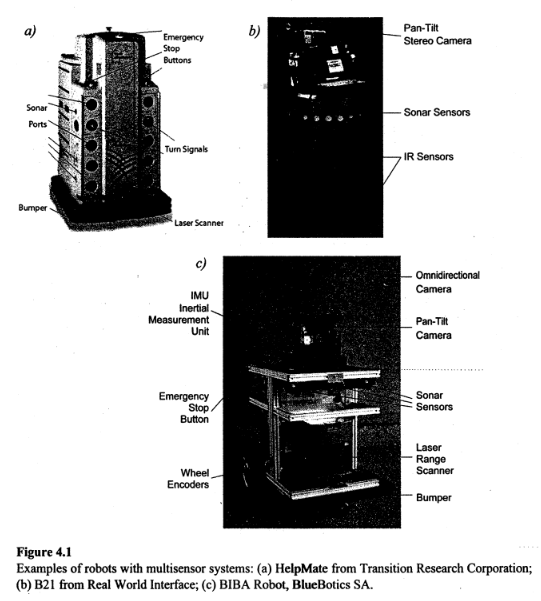 a)
Emergency
Stop
Buttons
Sonar
Ports
Turn Signals
Bumper
Laser Scanner
b)
Pan-Tilt
Stereo Camera
Sonar Sensors
IR Sensors
c)
IMU
Inertial
Measurement
Unit
Emergency
Stop
Button
Wheel
Encoders
Omnidirectional
Camera
Pan-Tilt
Camera
Sonar
Sensors
Laser
Range
Scanner
Bumper
Figure 4.1
Examples of robots with multisensor systems: (a) HelpMate from Transition Research Corporation;
(b) B21 from Real World Interface; (c) BIBA Robot, BlueBotics SA.